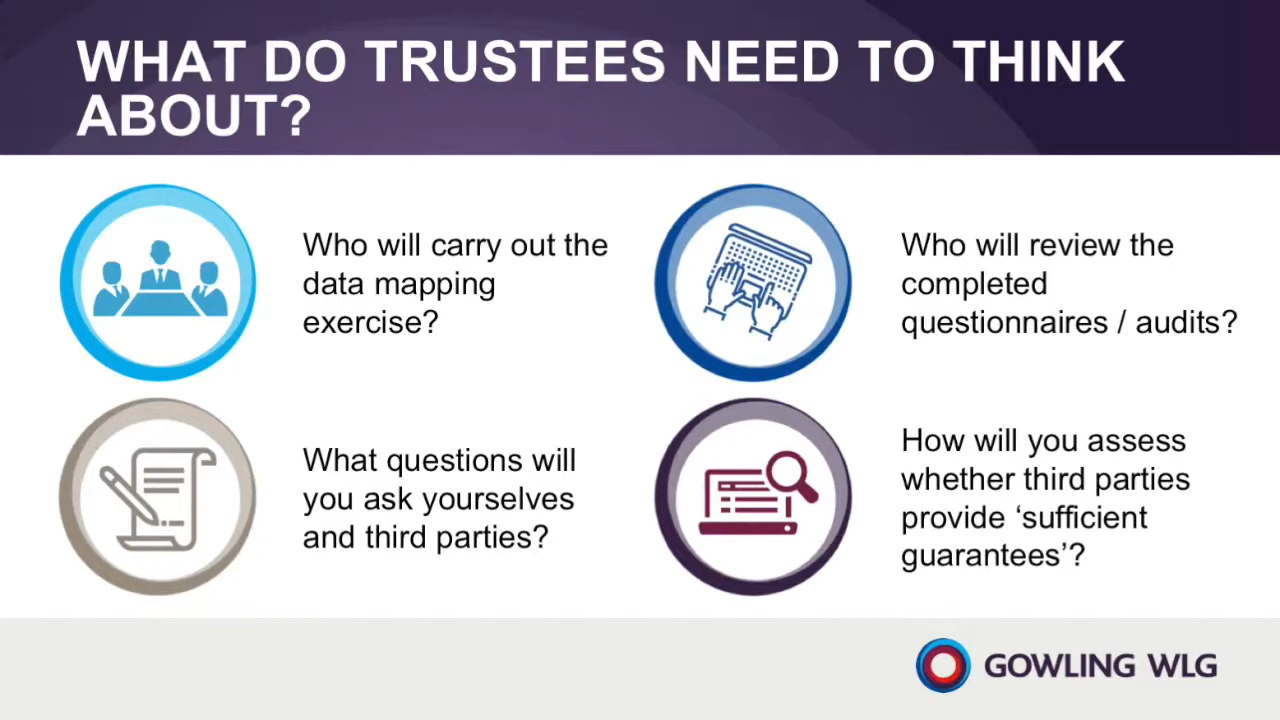 WHAT DO TRUSTEES NEED TO THINK
ABOUT?
Who will carry out the
data mapping
exercise?
Who will review the
completed
questionnaires / audits?
What questions will
you ask yourselves
and third parties?
How will you assess
whether third parties
provide ‘sufficient
guarantees’?
GOWLING WLG